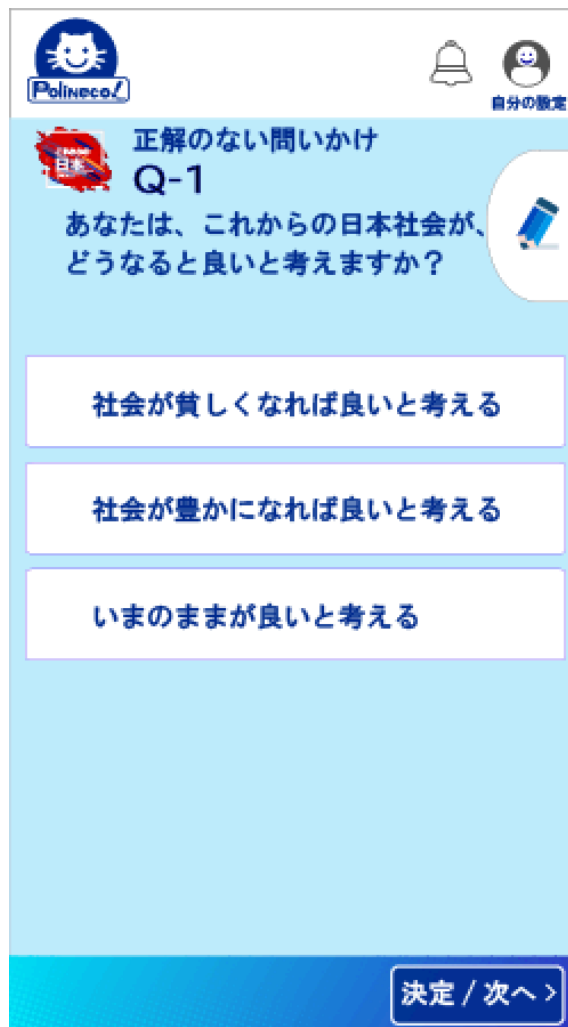 Polineco!
自分の設定
日本
正解のない問いかけ
Q-1
あなたは、これからの日本社会が、
どうなると良いと考えますか？
社会が貧しくなれば良いと考える
社会が豊かになれば良いと考える
いまのままが良いと考える
決定 / 次へ >